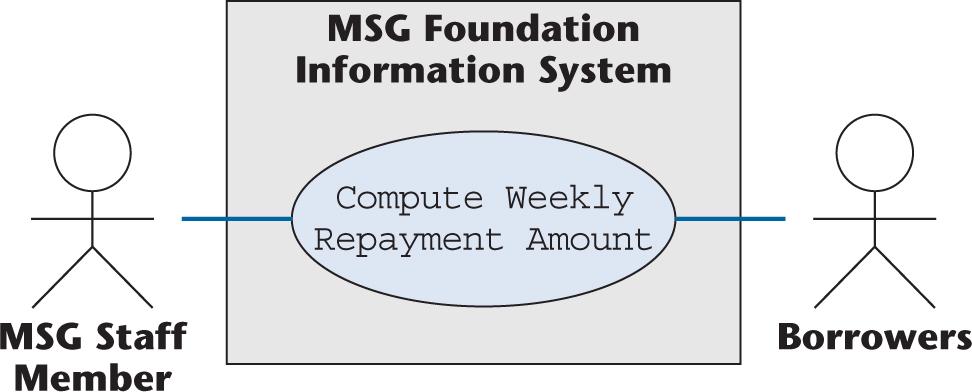 MSG Foundation
Information System
Compute Weekly
Repayment Amount
MSG Staff
Member
Borrowers